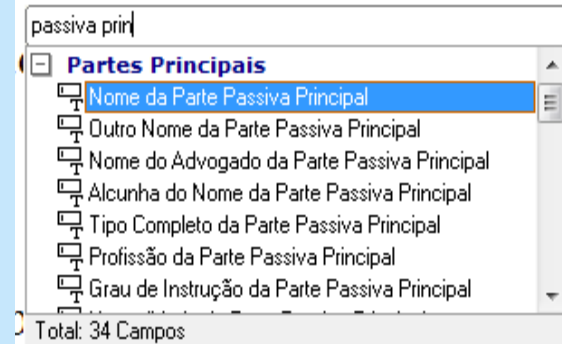 passiva prin
Partes Principais
Nome da Parte Passiva Principal
Outro Nome da Parte Passiva Principal
Nome do Advogado da Parte Passiva Principal
Alcunha do Nome da Parte Passiva Principal
Tipo Completo da Parte Passiva Principal
Profissão da Parte Passiva Principal
Grau de Instrução da Parte Passiva Principal
Total: 34 Campos